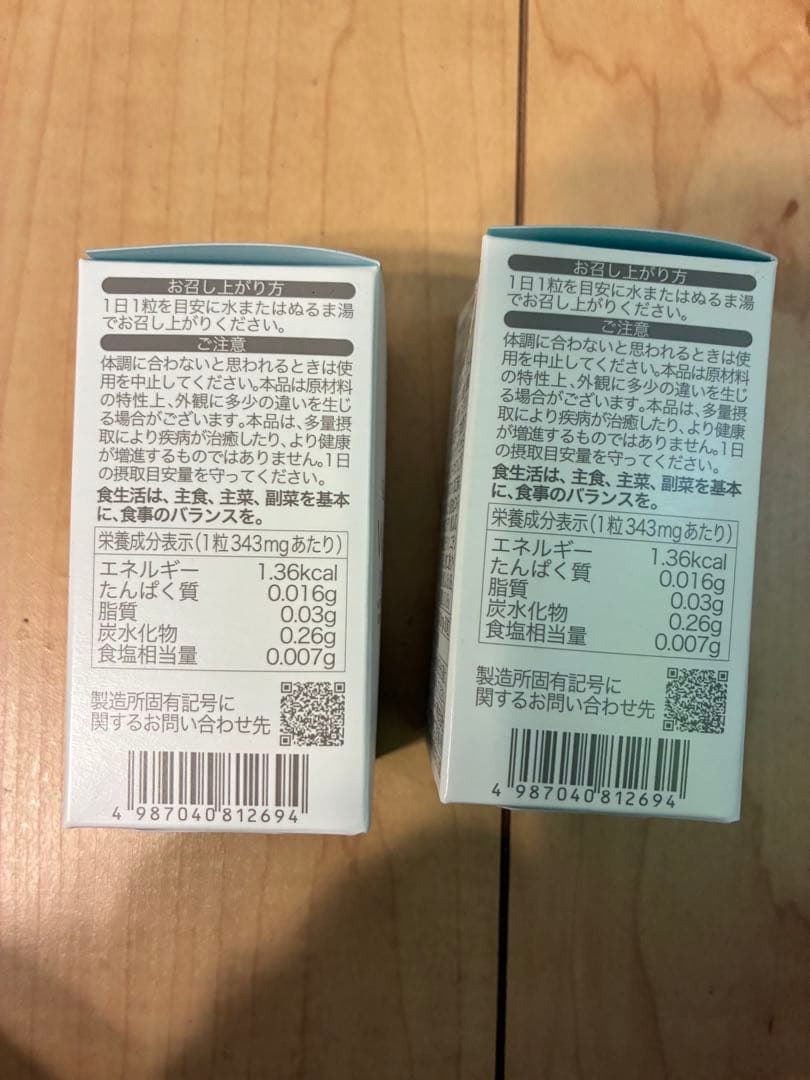 お召し上がり方
1日1粒を目安に水またはぬるま湯
でお召し上がりください。
ご注意
体調に合わないと思われるときは使
用を中止してください。本品は原材料
の特性上、外観に多少の違いを生じ
る場合がございます。本品は、多量摂
取により疾病が治癒したり、より健康
が増進するものではありません。1日
の摂取目安量を守ってください。
食生活は、主食、主菜、副菜を基本
に、食事のバランスを。
栄養成分表示(1粒343mgあたり)
エネルギー 1.36kcal
たんぱく質 0.016g
脂質 0.03g
炭水化物 0.26g
食塩相当量 0.007g
製造所固有記号に
関するお問い合わせ先
4 987040 812694
お召し上がり方
1日1粒を目安に水またはぬるま湯
でお召し上がりください。
ご注意
体調に合わないと思われるときは使
用を中止してください。本品は原材料
の特性上、外観に多少の違いを生じ
る場合がございます。本品は、多量摂
取により疾病が治癒したり、より健康
が増進するものではありません。1日
の摂取目安量を守ってください。
食生活は、主食、主菜、副菜を基本
に、食事のバランスを。
栄養成分表示(1粒343mgあたり)
エネルギー 1.36kcal
たんぱく質 0.016g
脂質 0.03g
炭水化物 0.26g
食塩相当量 0.007g
製造所固有記号に
関するお問い合わせ先
4 987040 812694